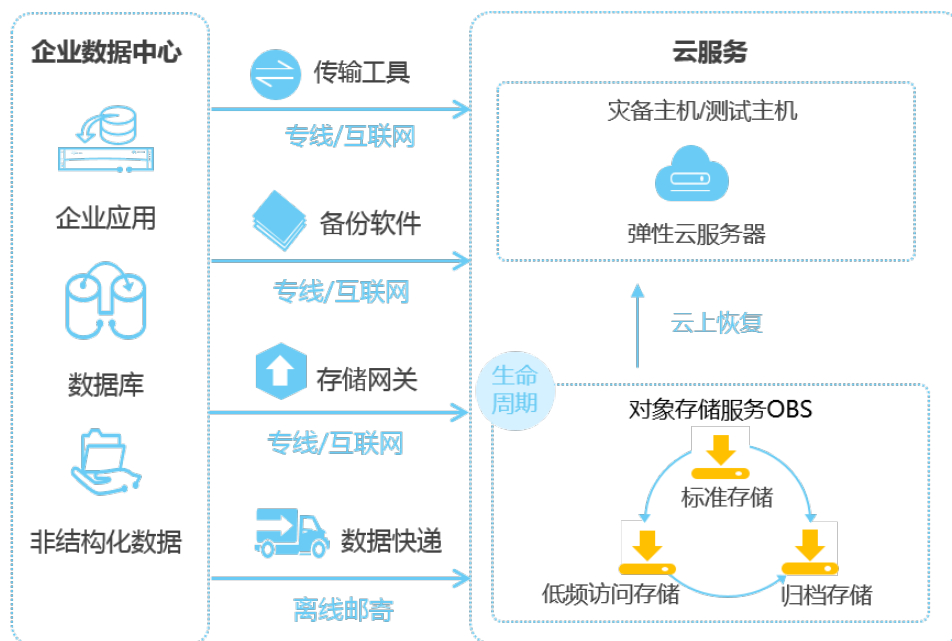 企业数据中心
企业应用
数据库
非结构化数据
传输工具
专线/互联网
备份软件
专线/互联网
存储网关
专线/互联网
数据快递
离线邮寄
云服务
灾备主机/测试主机
弹性云服务器
云上恢复
生命
周期
对象存储服务OBS
标准存储
低频访问存储
归档存储